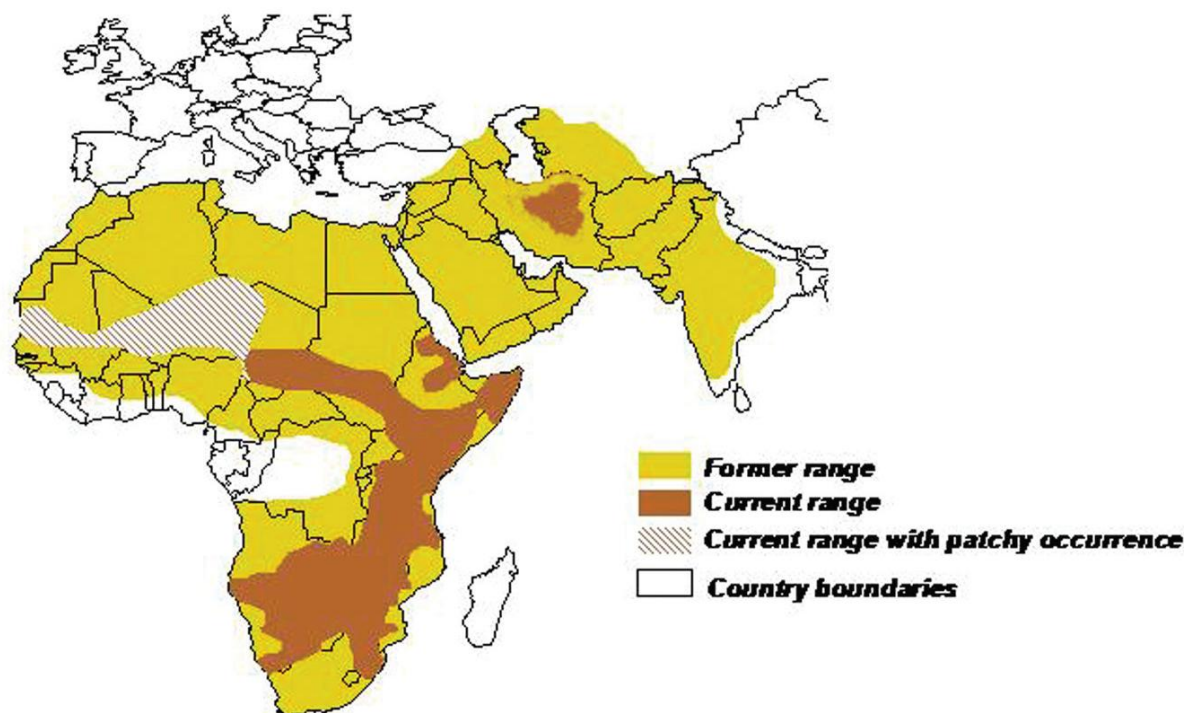 Former range
Current range
Current range with patchy occurrence
Country boundaries